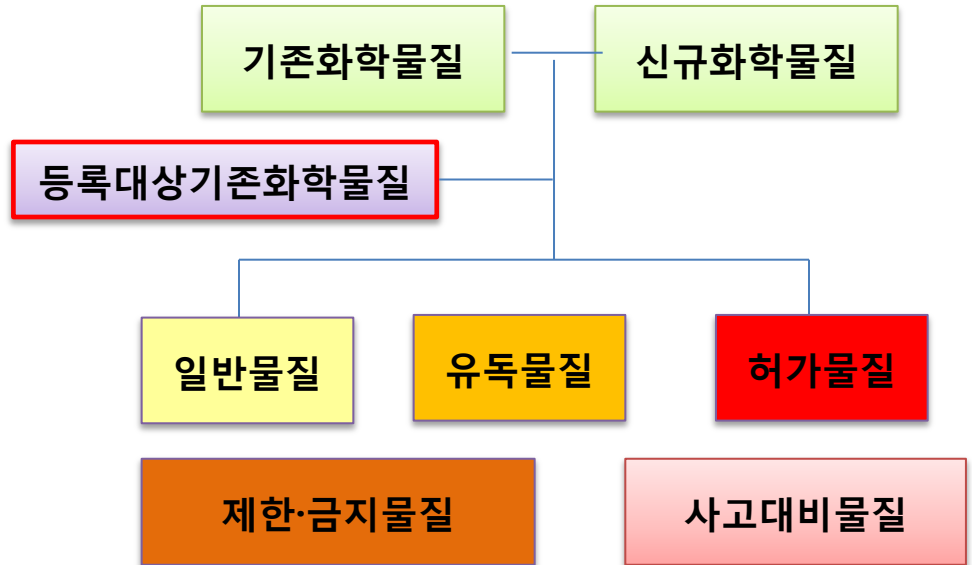 기존화학물질
신규화학물질
등록대상기존화학물질
일반물질
유독물질
허가물질
제한·금지물질
사고대비물질